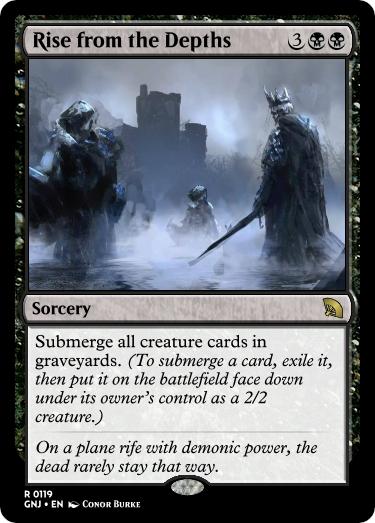 Rise from the Depths 3
Sorcery
Submerge all creature cards in
graveyards. (To submerge a card, exile it,
then put it on the battlefield face down
under its owner's control as a 2/2
creature.)
On a plane rife with demonic power, the
dead rarely stay that way.
R 0119
GNJ • EN Conor Burke